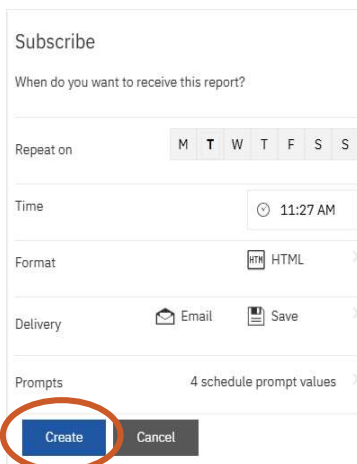 Subscribe
When do you want to receive this report?
Repeat on M T W T F S S
Time 11:27 AM
Format HTM HTML
Delivery Email Save
Prompts 4 schedule prompt values
Create Cancel